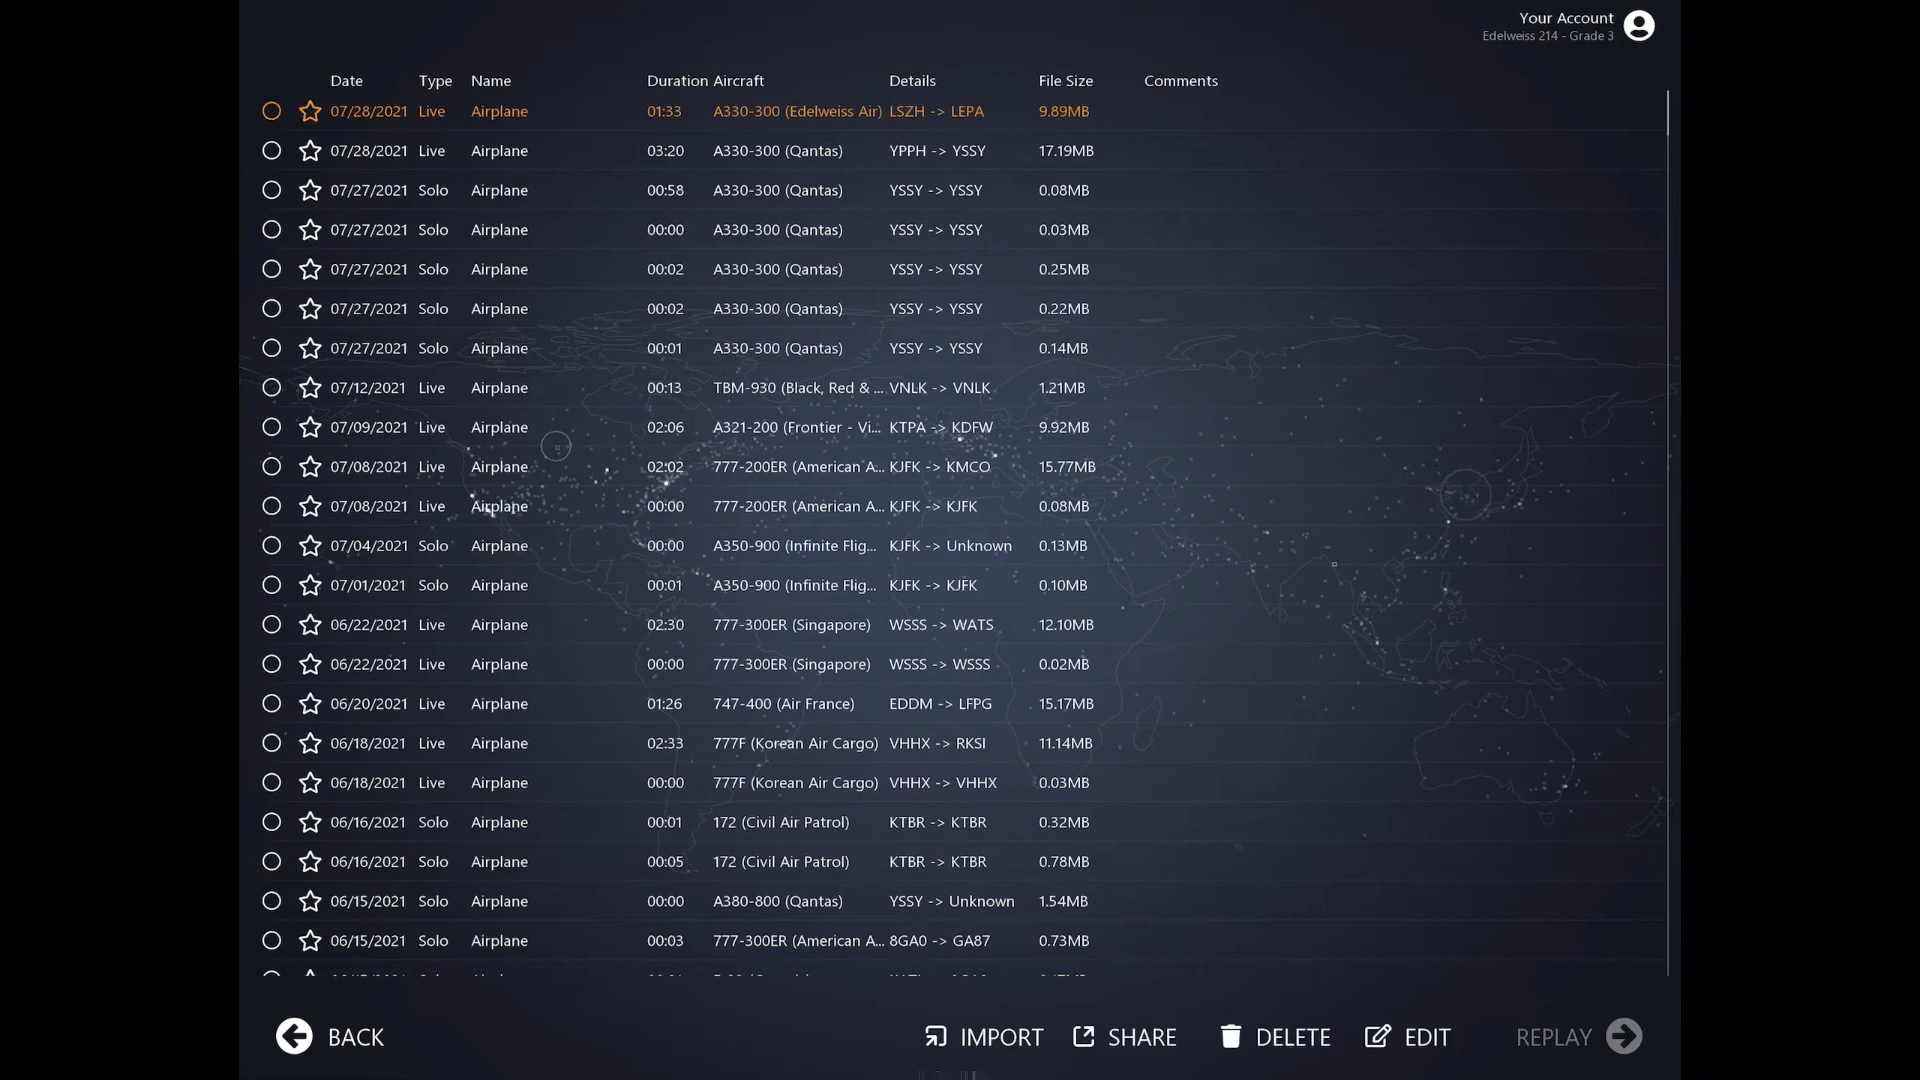 Your Account
Edelweiss 214 - Grade 3
Date Type Name Duration Aircraft Details File Size Comments
07/28/2021 Live Airplane 01:33 A330-300 (Edelweiss Air) LSZH -> LEPA 9.89MB
07/28/2021 Live Airplane 03:20 A330-300 (Qantas) YPPH -> YSSY 17.19MB
07/27/2021 Solo Airplane 00:58 A330-300 (Qantas) YSSY -> YSSY 0.08MB
07/27/2021 Solo Airplane 00:00 A330-300 (Qantas) YSSY -> YSSY 0.03MB
07/27/2021 Solo Airplane 00:02 A330-300 (Qantas) YSSY -> YSSY 0.25MB
07/27/2021 Solo Airplane 00:02 A330-300 (Qantas) YSSY -> YSSY 0.22MB
07/27/2021 Solo Airplane 00:01 A330-300 (Qantas) YSSY -> YSSY 0.14MB
07/12/2021 Live Airplane 00:13 TBM-930 (Black, Red & ... VNLK -> VNLK 1.21MB
07/09/2021 Live Airplane 02:06 A321-200 (Frontier - Vi... KTPA -> KDFW 9.92MB
07/08/2021 Live Airplane 02:02 777-200ER (American A... KJFK -> KMCO 15.77MB
07/08/2021 Live Airplane 00:00 777-200ER (American A... KJFK -> KJFK 0.08MB
07/04/2021 Solo Airplane 00:00 A350-900 (Infinite Flig... KJFK -> Unknown 0.13MB
07/01/2021 Solo Airplane 00:01 A350-900 (Infinite Flig... KJFK -> KJFK 0.10MB
06/22/2021 Live Airplane 02:30 777-300ER (Singapore) WSSS -> WATS 12.10MB
06/22/2021 Live Airplane 00:00 777-300ER (Singapore) WSSS -> WSSS 0.02MB
06/20/2021 Live Airplane 01:26 747-400 (Air France) EDDM -> LFPG 15.17MB
06/18/2021 Live Airplane 02:33 777F (Korean Air Cargo) VHHX -> RKSI 11.14MB
06/18/2021 Live Airplane 00:00 777F (Korean Air Cargo) VHHX -> VHHX 0.03MB
06/16/2021 Solo Airplane 00:01 172 (Civil Air Patrol) KTBR -> KTBR 0.32MB
06/16/2021 Solo Airplane 00:05 172 (Civil Air Patrol) KTBR -> KTBR 0.78MB
06/15/2021 Solo Airplane 00:00 A380-800 (Qantas) YSSY -> Unknown 1.54MB
06/15/2021 Solo Airplane 00:03 777-300ER (American A... 8GA0 -> GA87 0.73MB
BACK IMPORT SHARE DELETE EDIT REPLAY